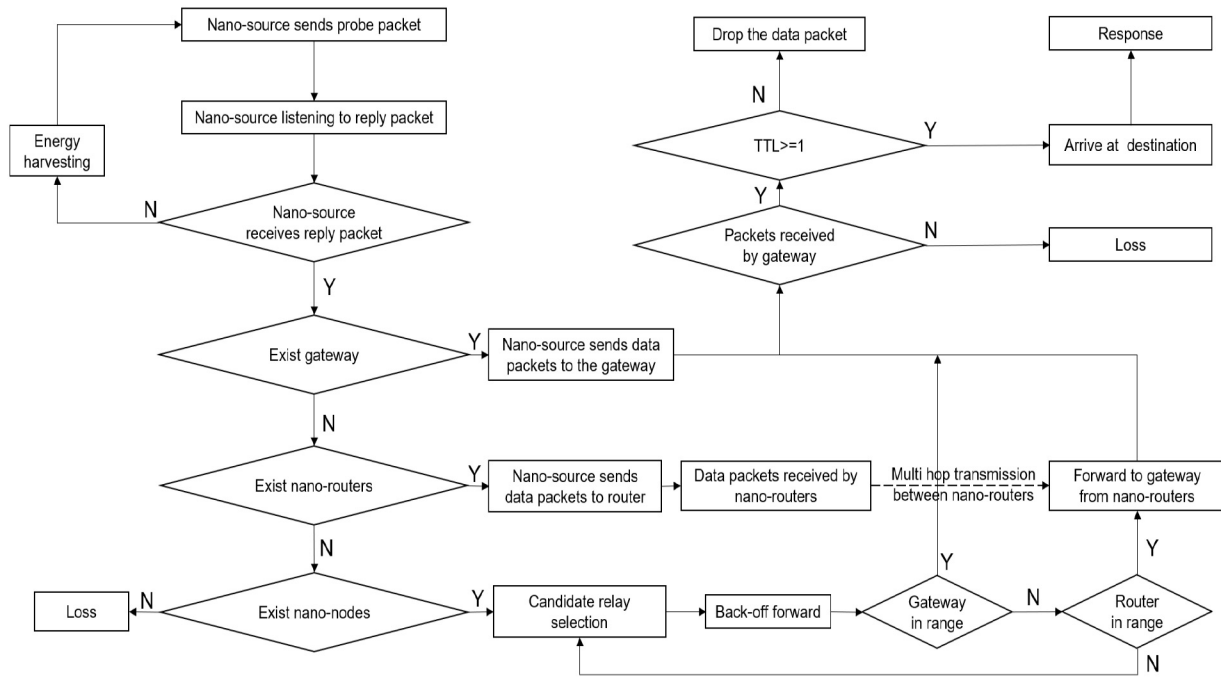 Nano-source sends probe packet
Nano-source listening to reply packet
Energy
harvesting
N
Nano-source
receives reply packet
Y
Exist gateway
Y
Nano-source sends data
packets to the gateway
N
Exist nano-routers
Y
Nano-source sends
data packets to router
Data packets received by
nano-routers
Multi hop transmission
between nano-routers
Forward to gateway
from nano-routers
N
Exist nano-nodes
N
Loss
Y
Candidate relay
selection
Back-off forward
Gateway
in range
Y
N
Router
in range
Y
N
Packets received
by gateway
N
Loss
Y
TTL>=1
Y
Arrive at destination
Response
N
Drop the data packet